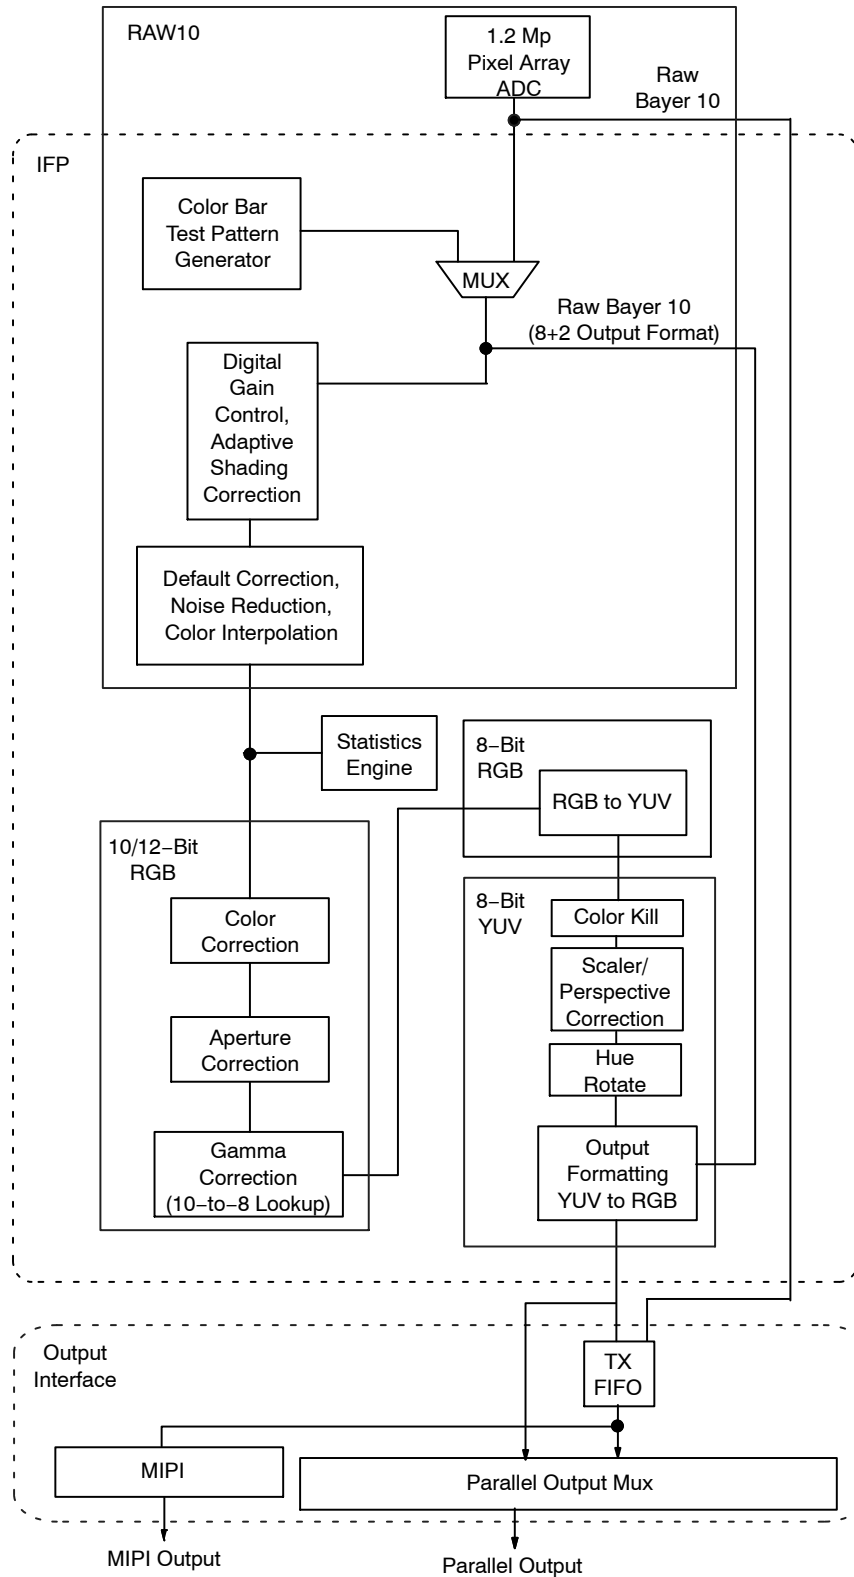 RAW10
1.2 Mp
Pixel Array
ADC
Raw
Bayer 10
IFP
Color Bar
Test Pattern
Generator
MUX
Raw Bayer 10
(8+2 Output Format)
Digital
Gain
Control,
Adaptive
Shading
Correction
Default Correction,
Noise Reduction,
Color Interpolation
Statistics
Engine
8−Bit
RGB
RGB to YUV
10/12−Bit
RGB
Color
Correction
Aperture
Correction
Gamma
Correction
(10−to−8 Lookup)
8−Bit
YUV
Color Kill
Scaler/
Perspective
Correction
Hue
Rotate
Output
Formatting
YUV to RGB
Output
Interface
TX
FIFO
MIPI
Parallel Output Mux
MIPI Output
Parallel Output